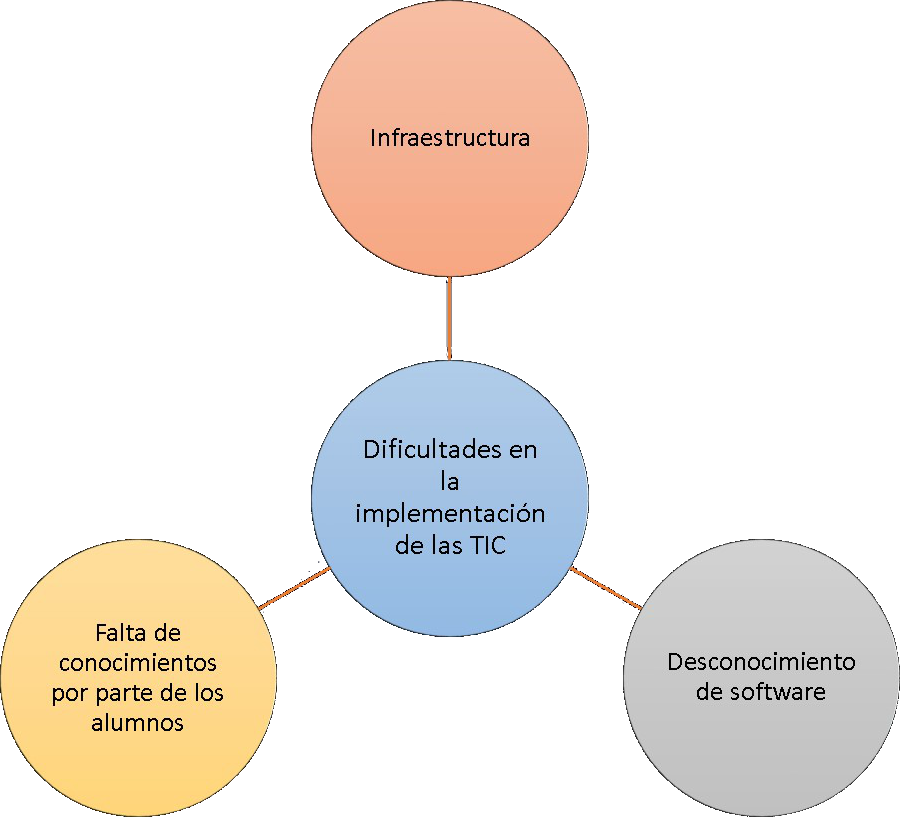 Infraestructura
Dificultades en
la
implementación
de las TIC
Falta de
conocimientos
por parte de los
alumnos
Desconocimiento
de software